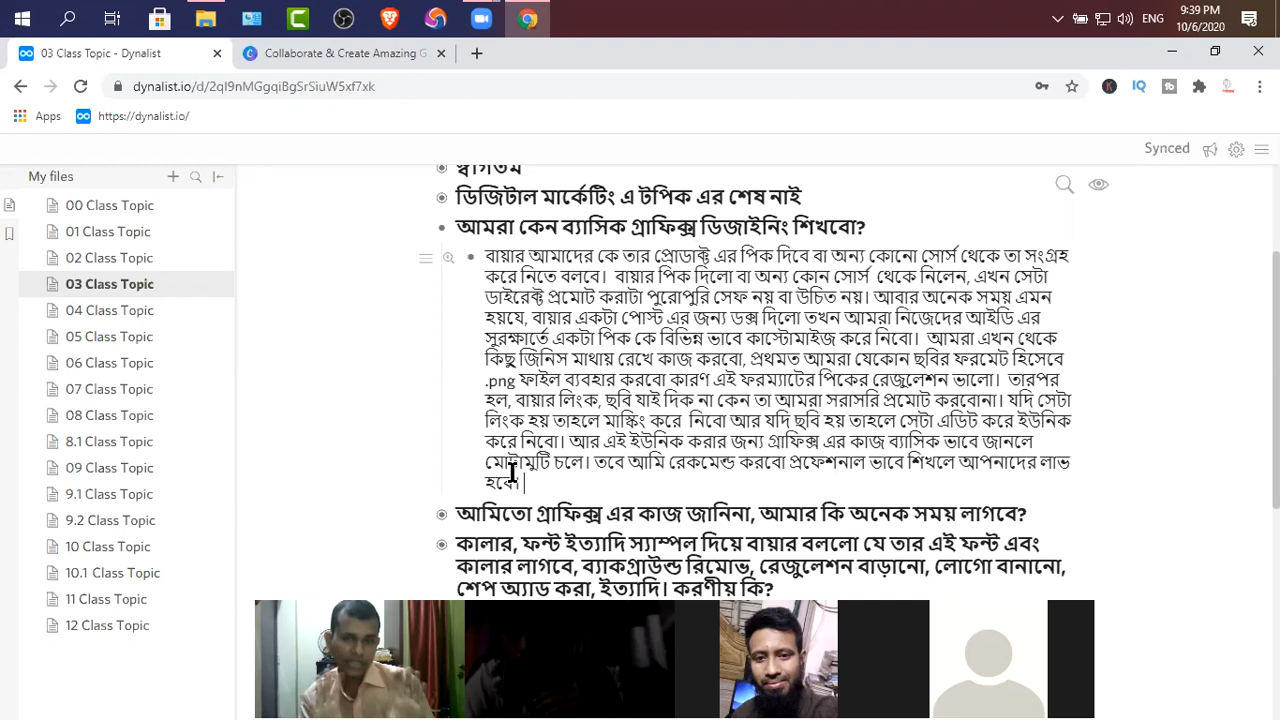 ENG
9:39 PM
10/6/2020
03 Class Topic - Dynalist
Collaborate & Create Amazing G
dynalist.io/d/2qI9nMGgqiBgSrSiuW5xf7xk
Apps
https://dynalist.io/
Synced
My files
00 Class Topic
01 Class Topic
02 Class Topic
03 Class Topic
04 Class Topic
05 Class Topic
06 Class Topic
07 Class Topic
08 Class Topic
8.1 Class Topic
09 Class Topic
9.1 Class Topic
9.2 Class Topic
10 Class Topic
10.1 Class Topic
11 Class Topic
12 Class Topic
স্বাগতম
ডিজিটাল মার্কেটিং এ টপিক এর শেষ নাই
আমরা কেন ব্যাসিক গ্রাফিক্স ডিজাইনিং শিখবো?
বায়ার আমাদের কে তার প্রোডাক্ট এর পিক দিবে বা অন্য কোনো সোর্স থেকে তা সংগ্রহ
করে নিতে বলবে। বায়ার পিক দিলো বা অন্য কোন সোর্স থেকে নিলেন, এখন সেটা
ডাইরেক্ট প্রমোট করাটা পুরোপুরি সেফ নয় বা উচিত নয়। আবার অনেক সময় এমন
হয়যে, বায়ার একটা পোস্ট এর জন্য ডক্স দিলো তখন আমরা নিজেদের আইডি এর
সুরক্ষার্তে একটা পিক কে বিভিন্ন ভাবে কাস্টোমাইজ করে নিবো। আমরা এখন থেকে
কিছু জিনিস মাথায় রেখে কাজ করবো, প্রথমত আমরা যেকোন ছবির ফরমেট হিসেবে
.png ফাইল ব্যবহার করবো কারণ এই ফরম্যাটের পিকের রেজুলেশন ভালো। তারপর
হল, বায়ার লিংক, ছবি যাই দিক না কেন তা আমরা সরাসরি প্রমোট করবোনা। যদি সেটা
লিংক হয় তাহলে মাস্কিং করে নিবো আর যদি ছবি হয় তাহলে সেটা এডিট করে ইউনিক
করে নিবো। আর এই ইউনিক করার জন্য গ্রাফিক্স এর কাজ ব্যাসিক ভাবে জানলে
মোটামুটি চলে। তবে আমি রেকমেন্ড করবো প্রফেশনাল ভাবে শিখলে আপনাদের লাভ
হবে।
আমিতো গ্রাফিক্স এর কাজ জানিনা, আমার কি অনেক সময় লাগবে?
কালার, ফন্ট ইত্যাদি স্যাম্পল দিয়ে বায়ার বললো যে তার এই ফন্ট এবং
কালার লাগবে, ব্যাকগ্রাউন্ড রিমোভ, রেজুলেশন বাড়ানো, লোগো বানানো,
শেপ অ্যাড করা, ইত্যাদি। করণীয় কি?